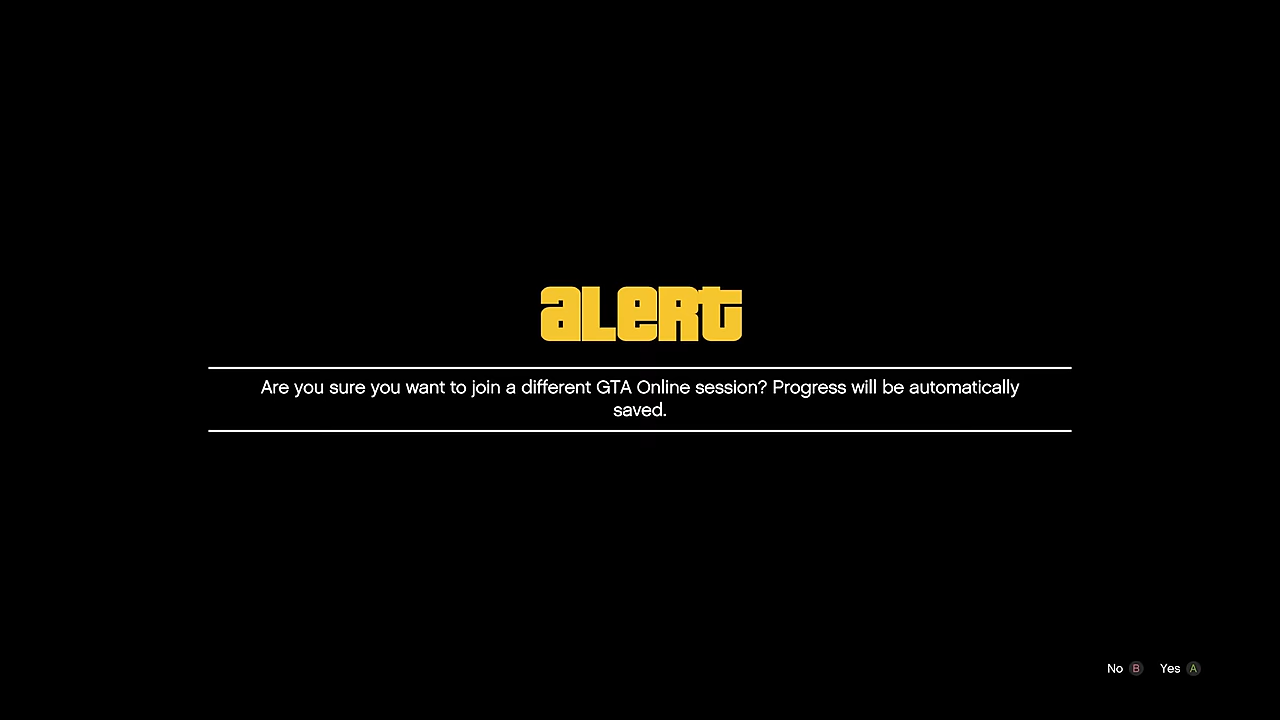 aLeRt
Are you sure you want to join a different GTA Online session? Progress will be automatically
saved.
No B Yes A